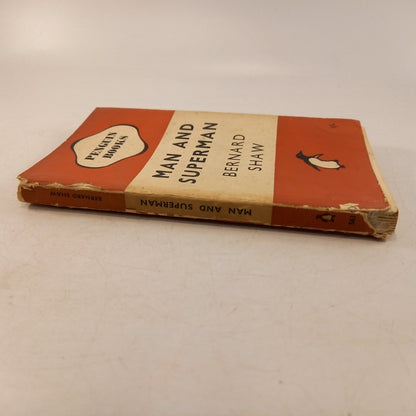 PENGUIN
BOOKS
MAN AND
SUPERMAN
BERNARD
SHAW
BERNARD SHAW
MAN AND SUPERMAN